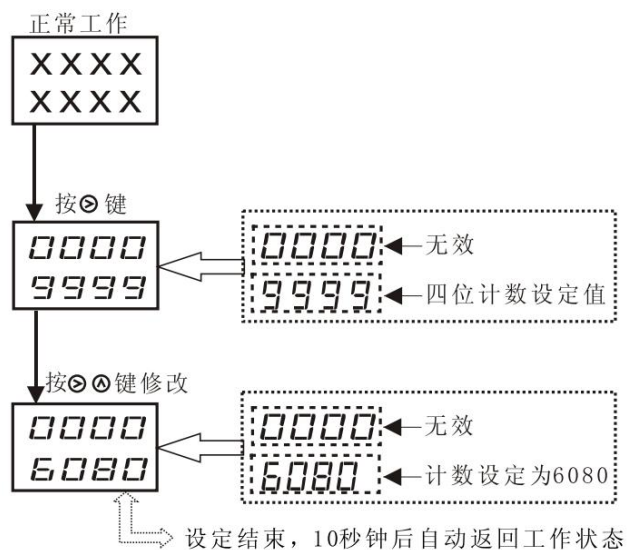 正常工作
XXXX
XXXX
按键
0000
9999
0000 无效
9999 四位计数设定值
按键修改
0000
6080
0000 无效
6080 计数设定为6080
设定结束，10秒钟后自动返回工作状态